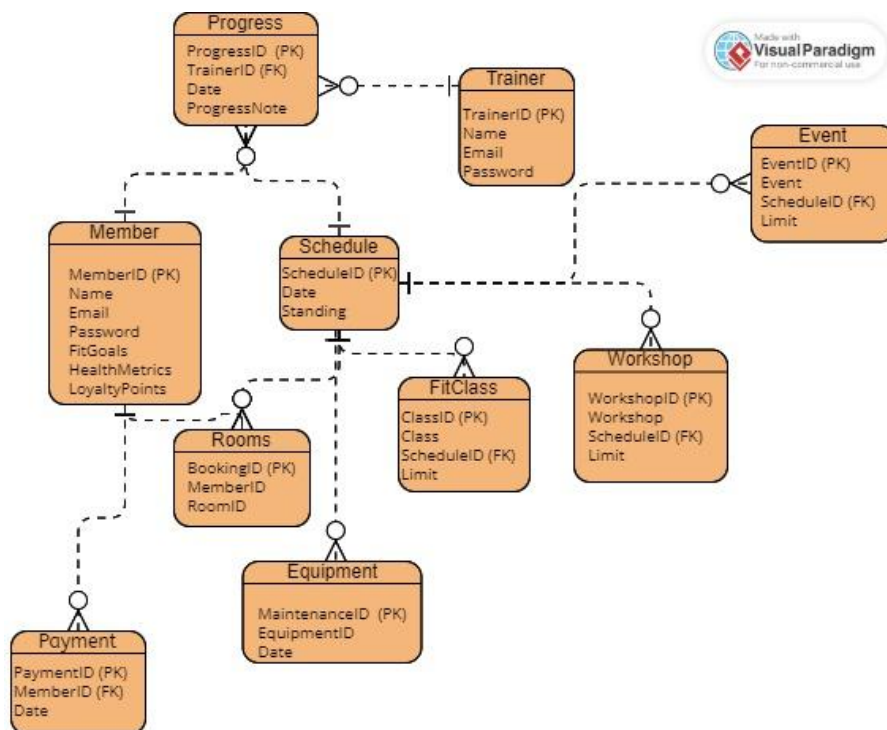 Progress
ProgressID (PK)
TrainerID (FK)
Date
ProgressNote
Made with
Visual Paradigm
For non-commercial use
Trainer
TrainerID (PK)
Name
Email
Password
Event
EventID (PK)
Event
ScheduleID (FK)
Limit
Member
MemberID (PK)
Name
Email
Password
FitGoals
HealthMetrics
LoyaltyPoints
Schedule
ScheduleID (PK)
Date
Standing
Workshop
WorkshopID (PK)
Workshop
ScheduleID (FK)
Limit
FitClass
ClassID (PK)
Class
ScheduleID (FK)
Limit
Rooms
BookingID (PK)
MemberID
RoomID
Equipment
MaintenanceID (PK)
EquipmentID
Date
Payment
PaymentID (PK)
MemberID (FK)
Date